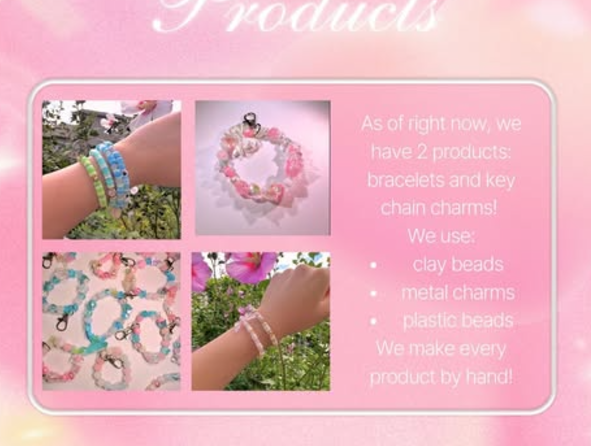 Products
As of right now, we
have 2 products:
bracelets and key
chain charms!
We use:
• clay beads
• metal charms
• plastic beads
We make every
product by hand!